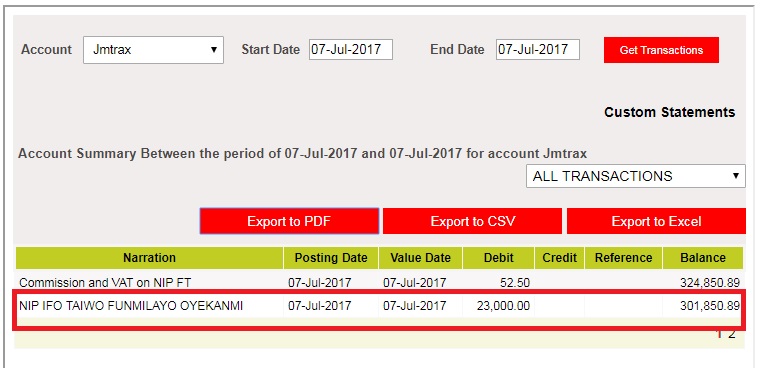 Account Jmtrax Start Date 07-Jul-2017 End Date 07-Jul-2017 Get Transactions
Custom Statements
Account Summary Between the period of 07-Jul-2017 and 07-Jul-2017 for account Jmtrax
ALL TRANSACTIONS
Export to PDF Export to CSV Export to Excel
Narration Posting Date Value Date Debit Credit Reference Balance
Commission and VAT on NIP FT 07-Jul-2017 07-Jul-2017 52.50 324,850.89
NIP IFO TAIWO FUNMILAYO OYEKANMI 07-Jul-2017 07-Jul-2017 23,000.00 301,850.89
1 2